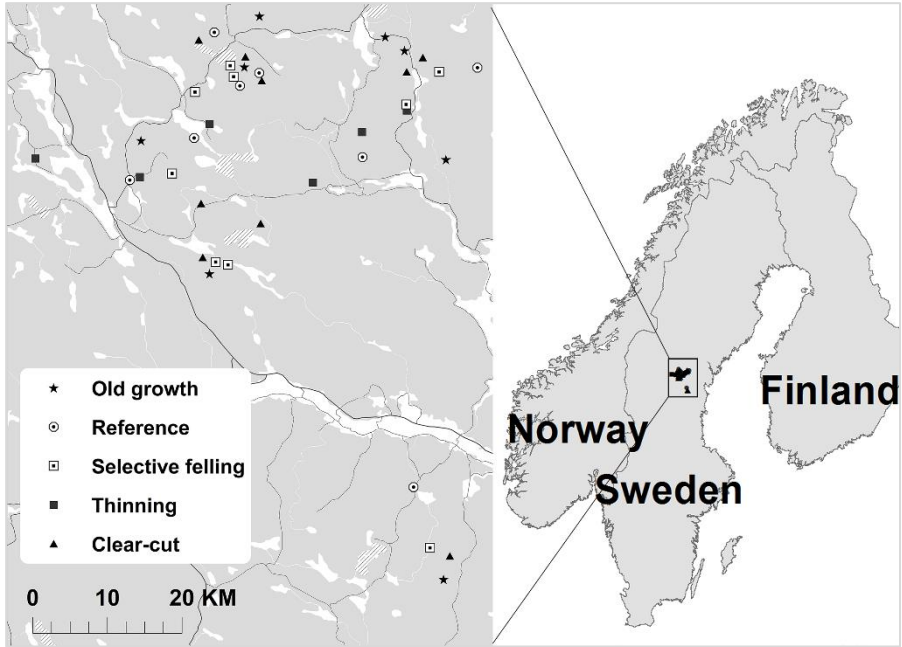 Old growth
Reference
Selective felling
Thinning
Clear-cut
0 10 20 KM
Norway
Sweden
Finland